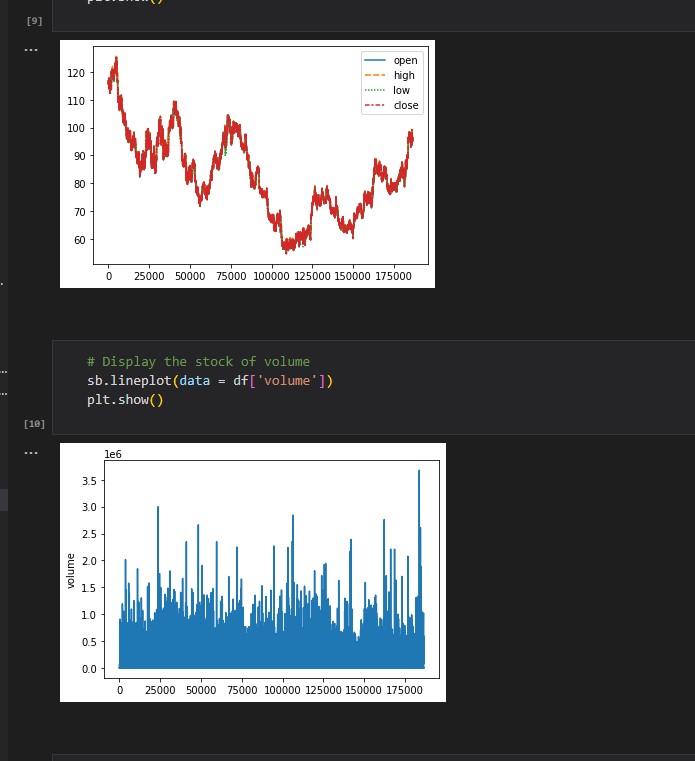 plt.show()
[9]
...
open
high
low
close
120
110
100
90
80
70
60
0 25000 50000 75000 100000 125000 150000 175000
# Display the stock of volume
sb.lineplot(data = df['volume'])
plt.show()
[10]
...
1e6
3.5
3.0
2.5
2.0
1.5
1.0
0.5
0.0
volume
0 25000 50000 75000 100000 125000 150000 175000